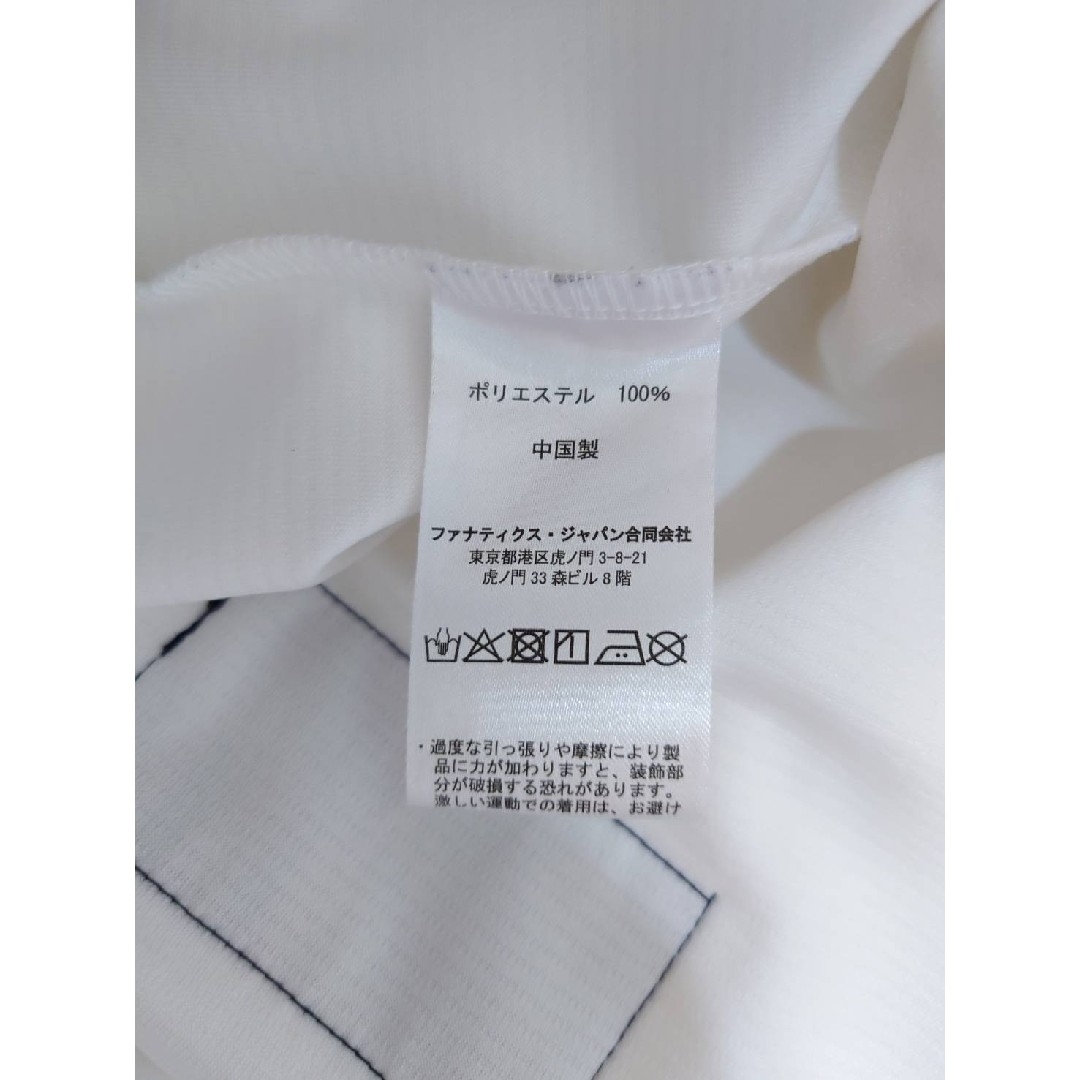 ポリエステル 100%
中国製
ファナティクス・ジャパン合同会社
東京都港区虎ノ門3-8-21
虎ノ門33森ビル8階
・過度な引っ張りや摩擦により製
品に力が加わりますと、装飾部
分が破損する恐れがあります。
激しい運動での着用は、お避け